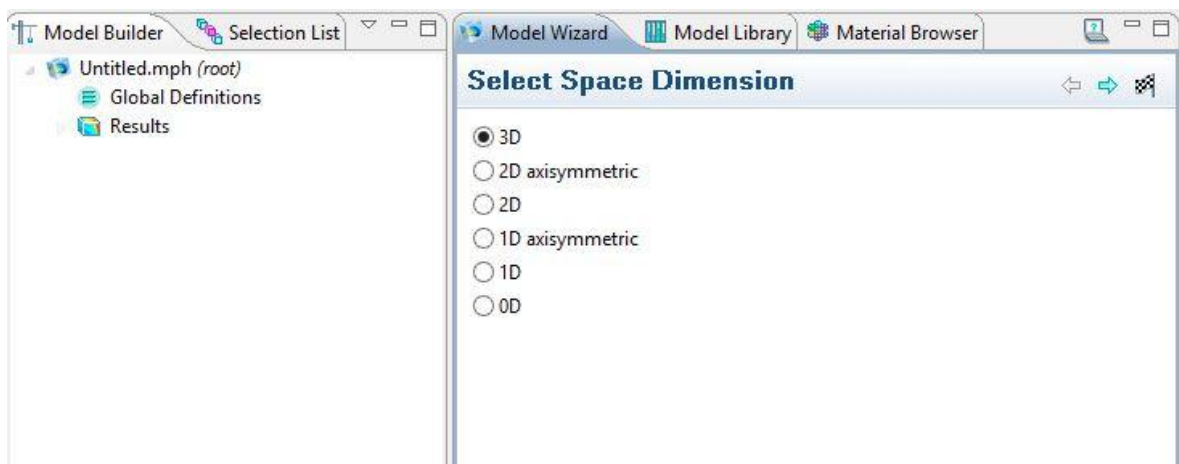 Model Builder Selection List
Untitled.mph (root)
Global Definitions
Results
Model Wizard Model Library Material Browser
Select Space Dimension
3D
2D axisymmetric
2D
1D axisymmetric
1D
0D